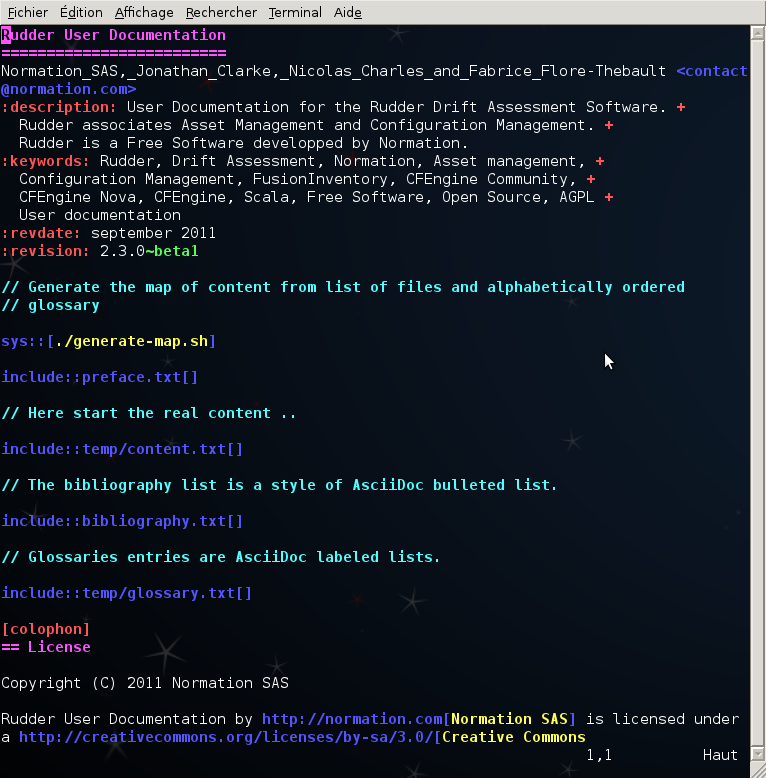 Fichier Édition Affichage Rechercher Terminal Aide
Rudder User Documentation
=========================
Normation_SAS,_Jonathan_Clarke,_Nicolas_Charles_and_Fabrice_Flore-Thebault <contact
@normation.com>
:description: User Documentation for the Rudder Drift Assessment Software. +
  Rudder associates Asset Management and Configuration Management. +
  Rudder is a Free Software developped by Normation.
:keywords: Rudder, Drift Assessment, Normation, Asset management, +
  Configuration Management, FusionInventory, CFEngine Community, +
  CFEngine Nova, CFEngine, Scala, Free Software, Open Source, AGPL +
  User documentation
:revdate: september 2011
:revision: 2.3.0~beta1
// Generate the map of content from list of files and alphabetically ordered
// glossary
sys::[./generate-map.sh]
include::preface.txt[]
// Here start the real content ..
include::temp/content.txt[]
// The bibliography list is a style of AsciiDoc bulleted list.
include::bibliography.txt[]
// Glossaries entries are AsciiDoc labeled lists.
include::temp/glossary.txt[]
[colophon]
== License
Copyright (C) 2011 Normation SAS
Rudder User Documentation by http://normation.com[Normation SAS] is licensed under
a http://creativecommons.org/licenses/by-sa/3.0/[Creative Commons
1,1 Haut